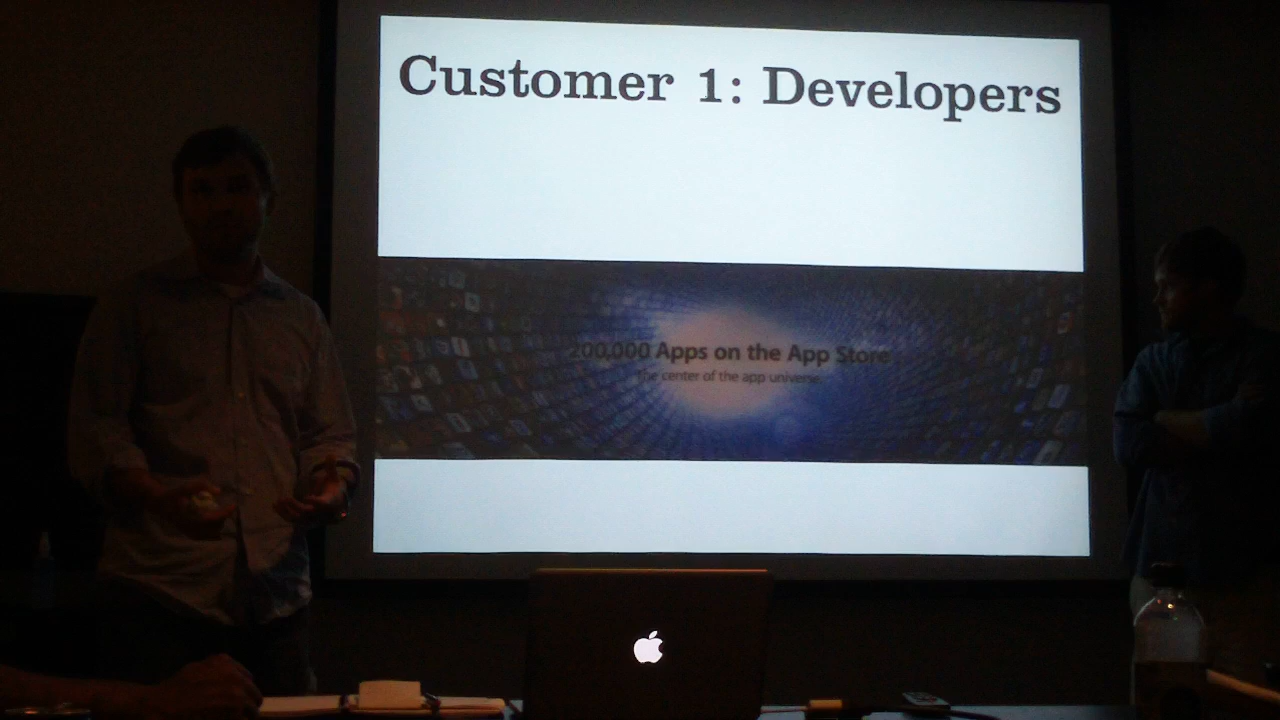 Customer 1: Developers
200,000 Apps on the App Store
The center of the app universe.